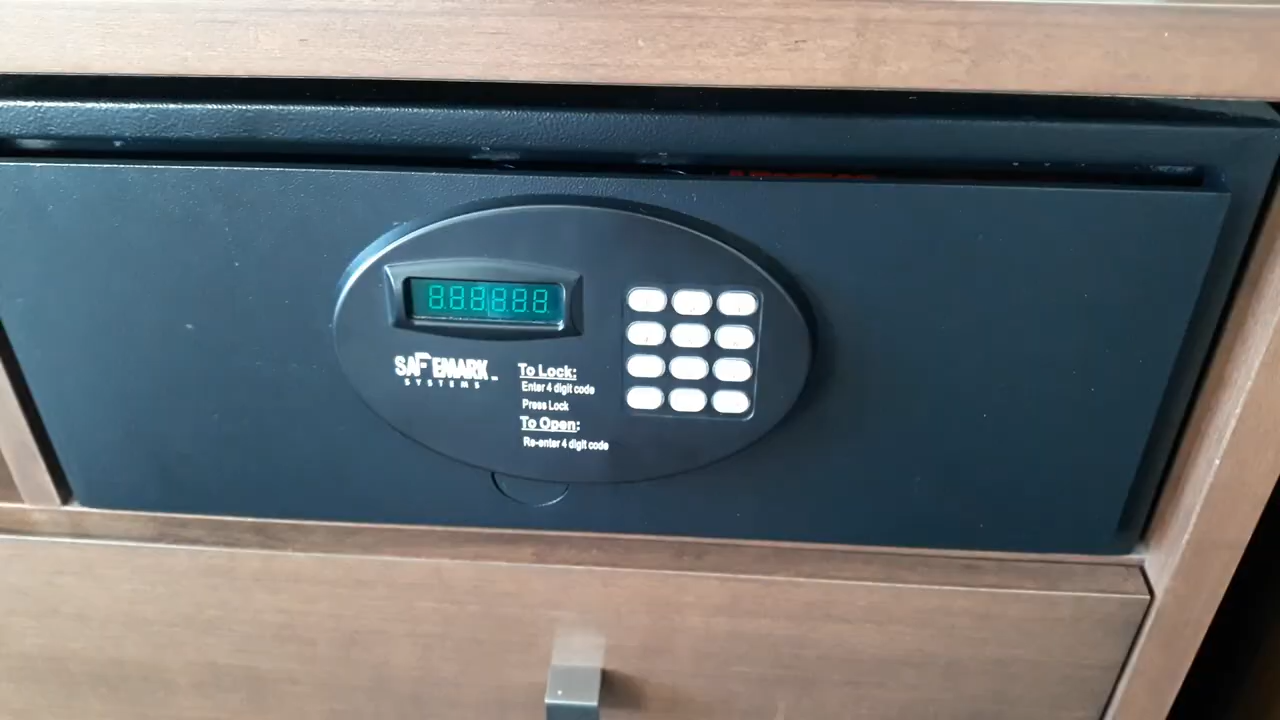 888888
SAFEMARK
SYSTEMS
To Lock:
Enter 4 digit code
Press Lock
To Open:
Re-enter 4 digit code